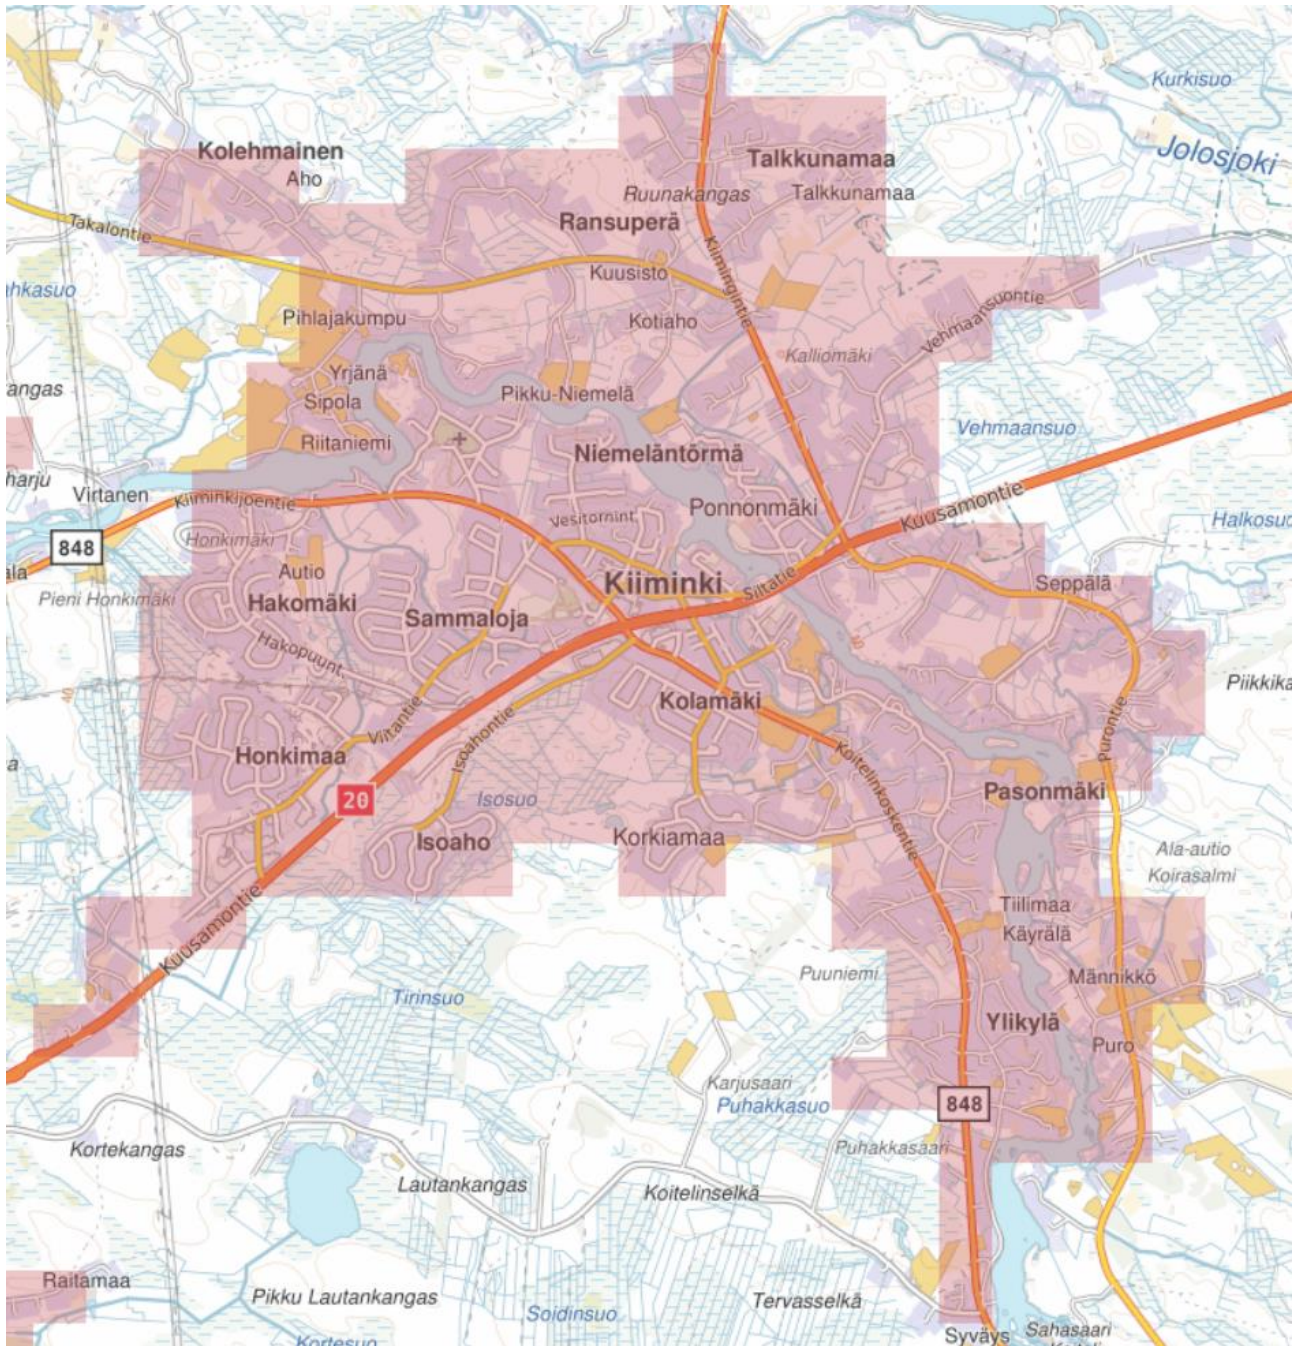 Kurkisuo
Jolosjoki
Kolehmainen
Aho
Talkkunamaa
Talkkunamaa
Ruunakangas
Ransuperä
Takalontie
Kiimingintie
Kuusisto
hkasuo
Pihlajakumpu
Kotiaho
Vehmaansuontie
Kalliomäki
Yrjänä
Sipola
Pikku-Niemelä
angas
Riitaniemi
Niemeläntörmä
Vehmaansuo
harju
Virtanen
Kiiminkijoentie
Vesitornint
Ponnonmäki
Kuusamontie
Halkosuo
848
Honkimäki
ala
Autio
Kiiminki
Siltatie
Seppälä
Pieni Honkimäki
Hakomäki
Sammaloja
Hakopuunt
Piikkika
Kolamäki
Viitantie
Isoahontie
Purontie
Honkimaa
Koitelinkoskentie
a
20
Isosuo
Pasonmäki
Isoaho
Korkiamaa
Ala-autio
Koirasalmi
Tiilimaa
Käyrälä
Kuusamontie
Puuniemi
Männikkö
Tirinsuo
Ylikylä
Puro
Karjusaari
Puhakkasuo
848
Kortekangas
Puhakkasaari
Lautankangas
Koitelinselkä
Raitamaa
Pikku Lautankangas
Soidinsuo
Tervasselkä
Kortesuo
Syväys
Sahasaari